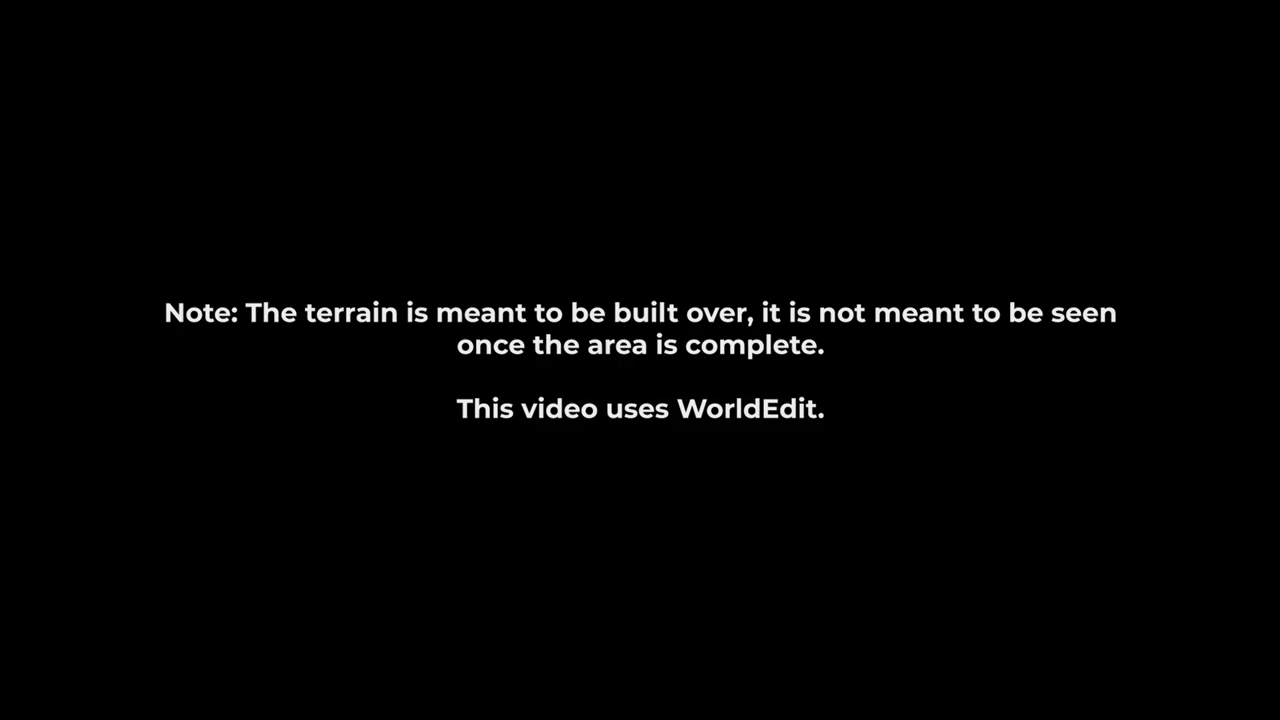 Note: The terrain is meant to be built over, it is not meant to be seen
once the area is complete.
This video uses WorldEdit.